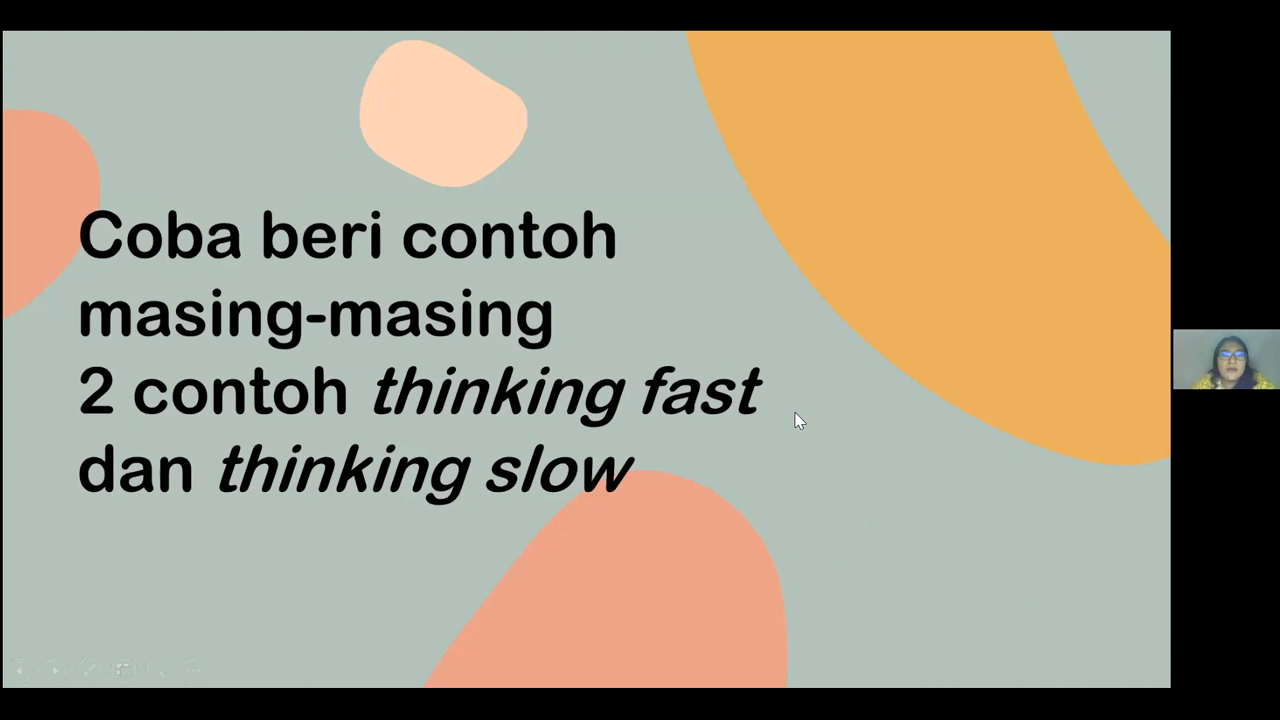 Coba beri contoh
masing-masing
2 contoh thinking fast
dan thinking slow